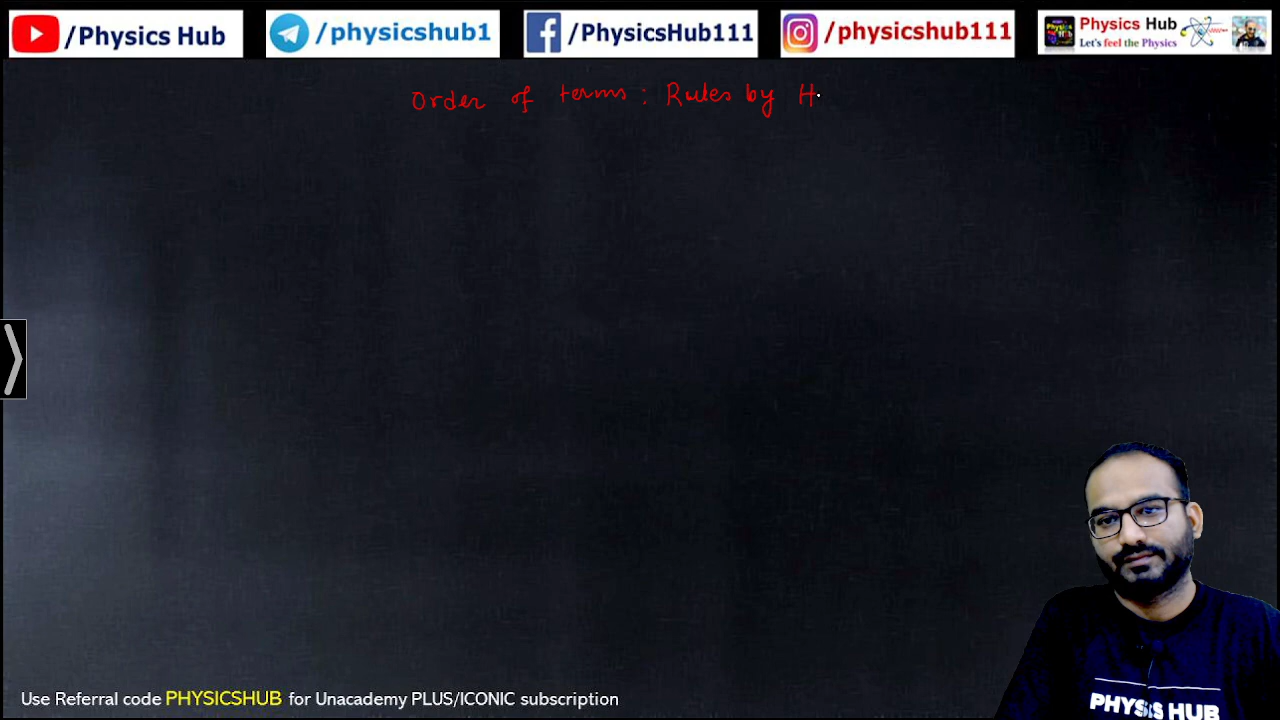 /Physics Hub
/physicshub1
/PhysicsHub111
/physicshub111
Physics Hub
Let's feel the Physics
Order of terms : Rules by H
Use Referral code PHYSICSHUB for Unacademy PLUS/ICONIC subscription
PHYSICS HUB